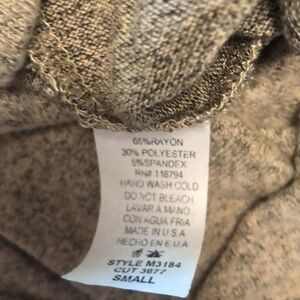 65%RAYON
30% POLYESTER
5%SPANDEX
RN# 118794
HAND WASH COLD
DO NOT BLEACH
LAVAR A MANO
CON AGUA FRIA
MADE IN U.S.A
HECHO EN E.U.A
STYLE M3184
CUT 3677
SMALL